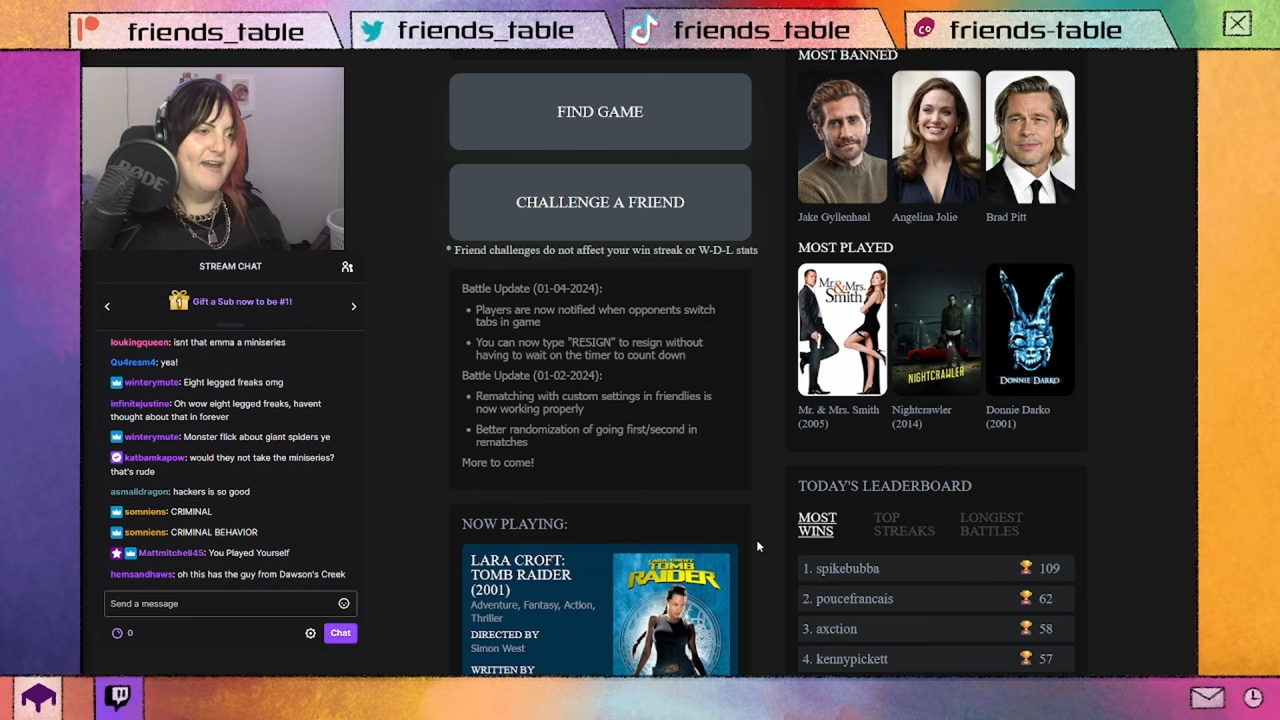 friends_table
friends_table
friends_table
friends-table
RØDE
STREAM CHAT
Gift a Sub now to be #1!
loukingqueen: isnt that emma a miniseries
Qu4resm4: yea!
winterymute: Eight legged freaks omg
infinitejustine: Oh wow eight legged freaks, havent
thought about that in forever
winterymute: Monster flick about giant spiders ye
katbamkapow: would they not take the miniseries?
that's rude
asmalldragon: hackers is so good
somniens: CRIMINAL
somniens: CRIMINAL BEHAVIOR
Mattmitchell45: You Played Yourself
hemsandhaws: oh this has the guy from Dawson's Creek
Send a message
0
Chat
FIND GAME
CHALLENGE A FRIEND
* Friend challenges do not affect your win streak or W-D-L stats
Battle Update (01-04-2024):
• Players are now notified when opponents switch
tabs in game
• You can now type "RESIGN" to resign without
having to wait on the timer to count down
Battle Update (01-02-2024):
• Rematching with custom settings in friendlies is
now working properly
• Better randomization of going first/second in
rematches
More to come!
NOW PLAYING:
LARA CROFT:
TOMB RAIDER
(2001)
Adventure, Fantasy, Action,
Thriller
DIRECTED BY
Simon West
WRITTEN BY
TOMB
RAIDER
MOST BANNED
Jake Gyllenhaal
Angelina Jolie
Brad Pitt
MOST PLAYED
Mr. & Mrs.
Smith
NIGHTCRAWLER
DONNIE DARKO
Mr. & Mrs. Smith
(2005)
Nightcrawler
(2014)
Donnie Darko
(2001)
TODAY'S LEADERBOARD
MOST
WINS
TOP
STREAKS
LONGEST
BATTLES
1. spikebubba 109
2. poucefrancais 62
3. axction 58
4. kennypickett 57